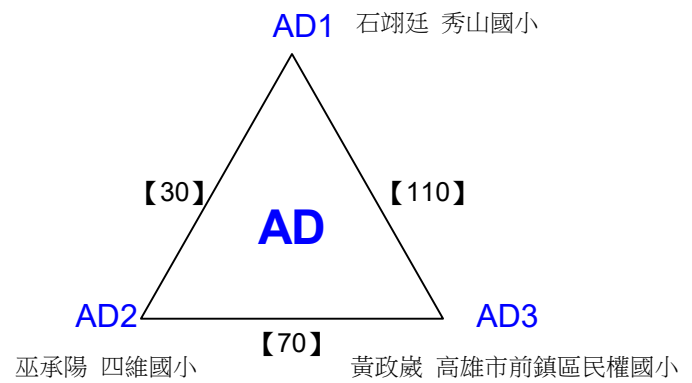 AD1 石翊廷 秀山國小
【30】 【110】
AD
AD2 AD3
【70】
巫承陽 四維國小 黃政崴 高雄市前鎮區民權國小